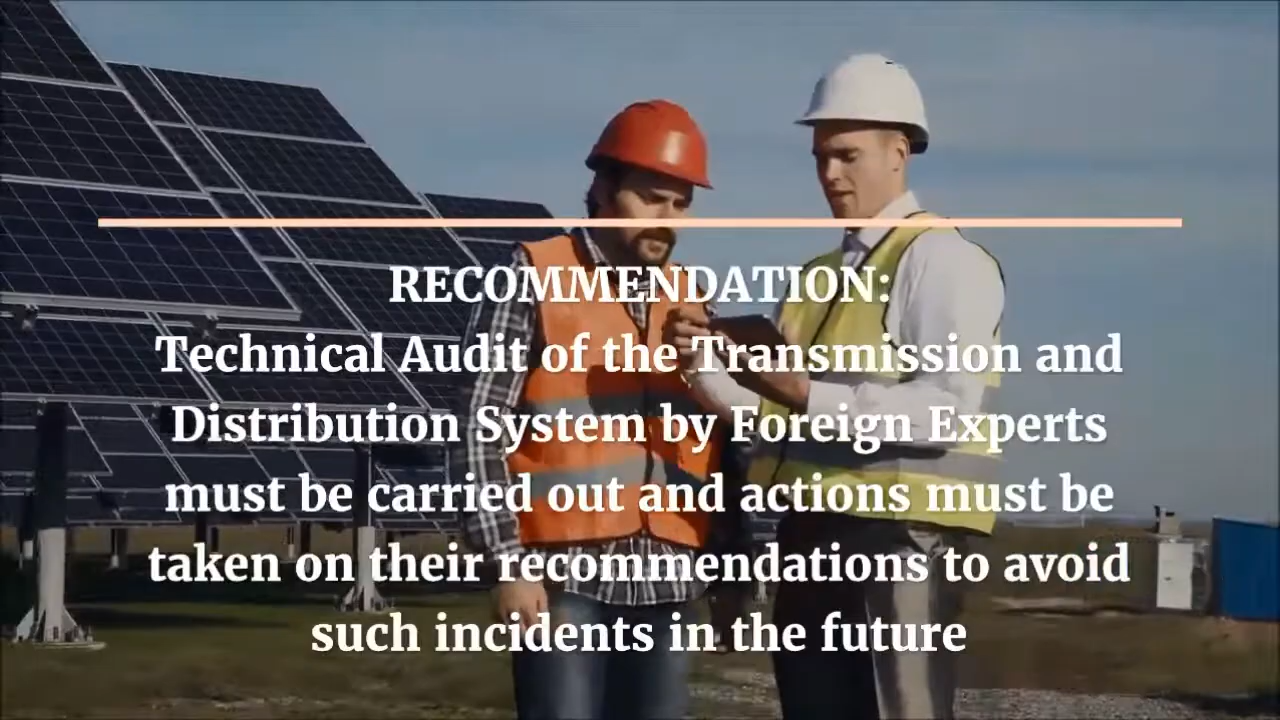 RECOMMENDATION:
Technical Audit of the Transmission and
Distribution System by Foreign Experts
must be carried out and actions must be
taken on their recommendations to avoid
such incidents in the future